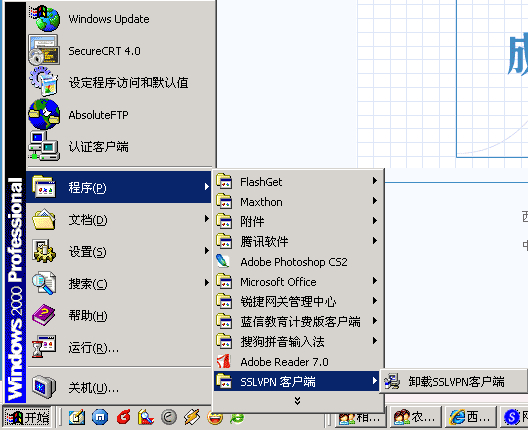 Windows Update
SecureCRT 4.0
设定程序访问和默认值
AbsoluteFTP
认证客户端
Windows 2000 Professional
程序(P)
文档(D)
设置(S)
搜索(C)
帮助(H)
运行(R)...
关机(U)...
FlashGet
Maxthon
附件
腾讯软件
Adobe Photoshop CS2
Microsoft Office
锐捷网关管理中心
蓝信教育计费版客户端
搜狗拼音输入法
Adobe Reader 7.0
SSLVPN 客户端
卸载SSLVPN客户端
开始
相...
农...
西...